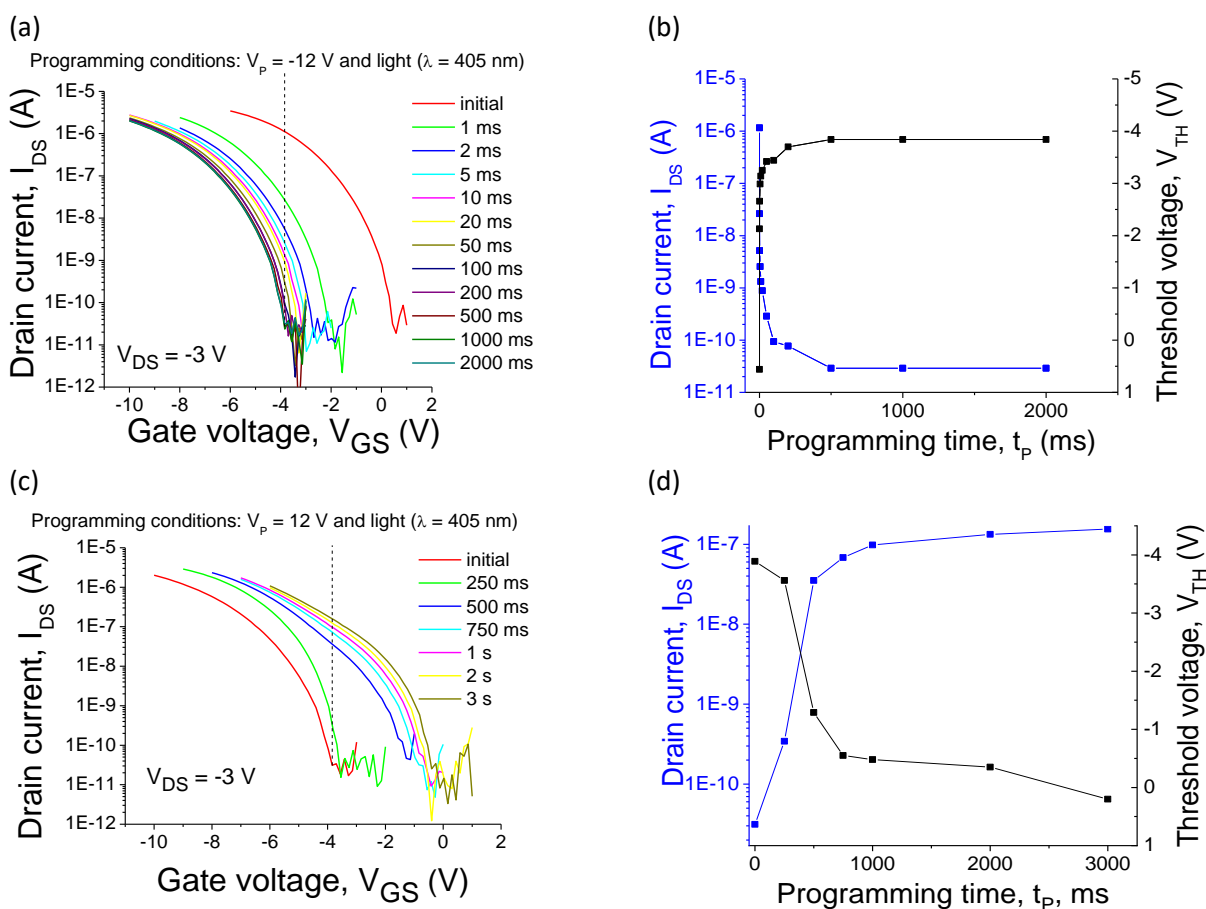 (a)
Programming conditions: V_P = -12 V and light (λ = 405 nm)
Drain current, I_DS (A)
1E-5
1E-6
1E-7
1E-8
1E-9
1E-10
1E-11
1E-12
initial
1 ms
2 ms
5 ms
10 ms
20 ms
50 ms
100 ms
200 ms
500 ms
1000 ms
2000 ms
V_DS = -3 V
-10 -8 -6 -4 -2 0 2
Gate voltage, V_GS (V)
(b)
Drain current, I_DS (A)
1E-5
1E-6
1E-7
1E-8
1E-9
1E-10
1E-11
-5
-4
-3
-2
-1
0
1
Threshold voltage, V_TH (V)
0 1000 2000
Programming time, t_P (ms)
(c)
Programming conditions: V_P = 12 V and light (λ = 405 nm)
Drain current, I_DS (A)
1E-5
1E-6
1E-7
1E-8
1E-9
1E-10
1E-11
1E-12
initial
250 ms
500 ms
750 ms
1 s
2 s
3 s
V_DS = -3 V
-10 -8 -6 -4 -2 0 2
Gate voltage, V_GS (V)
(d)
Drain current, I_DS (A)
1E-7
1E-8
1E-9
1E-10
-4
-3
-2
-1
0
1
Threshold voltage, V_TH (V)
0 1000 2000 3000
Programming time, t_P, ms